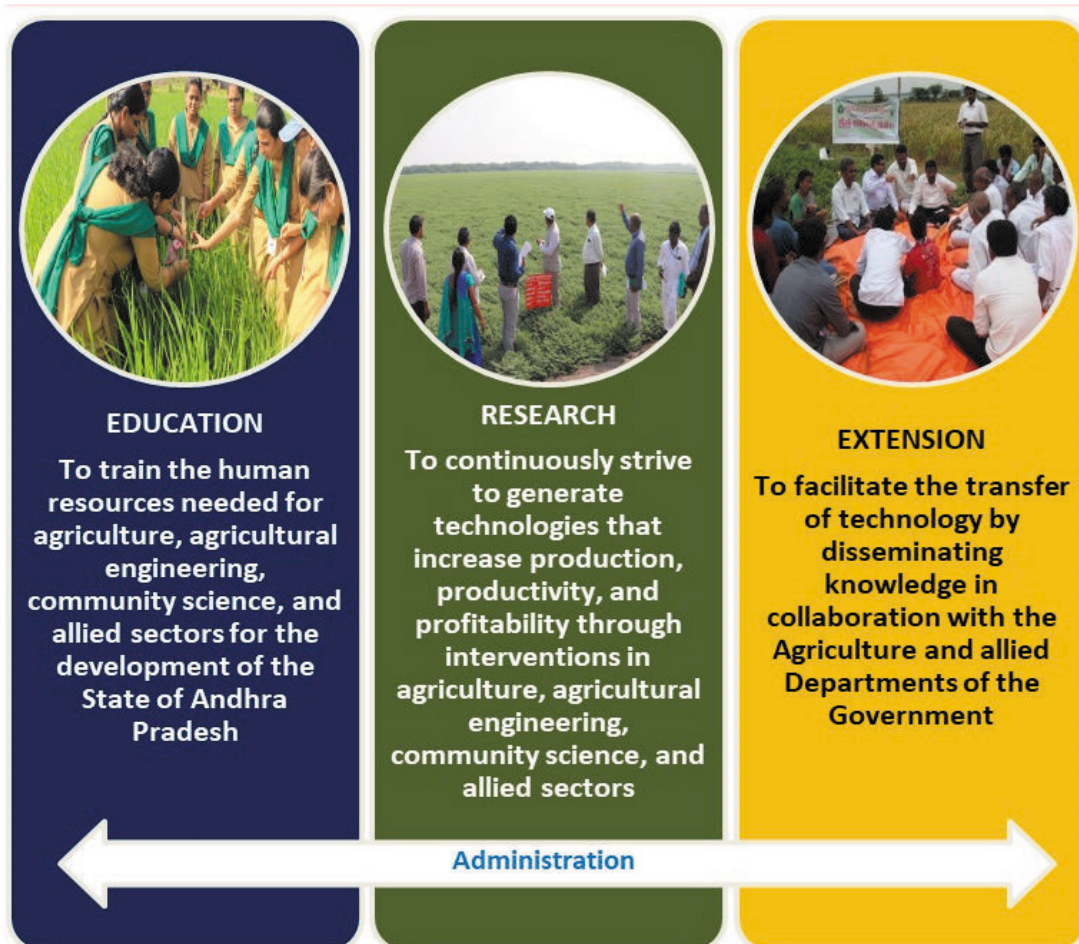 EDUCATION
To train the human
resources needed for
agriculture, agricultural
engineering,
community science, and
allied sectors for the
development of the
State of Andhra
Pradesh
RESEARCH
To continuously strive
to generate
technologies that
increase production,
productivity, and
profitability through
interventions in
agriculture, agricultural
engineering,
community science, and
allied sectors
EXTENSION
To facilitate the transfer
of technology by
disseminating
knowledge in
collaboration with the
Agriculture and allied
Departments of the
Government
Administration